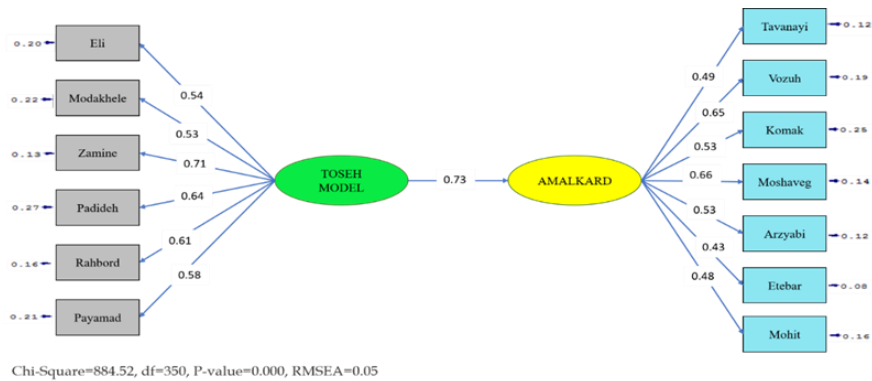 0.20
Eli
0.22
Modakhele
0.13
Zamine
0.27
Padideh
0.16
Rahbord
0.21
Payamad
0.54
0.53
0.71
0.64
0.61
0.58
TOSEH
MODEL
0.73
AMALKARD
0.49
0.65
0.53
0.66
0.53
0.43
0.48
Tavanayi
0.12
Vozuh
0.19
Komak
0.25
Moshaveg
0.14
Arzyabi
0.12
Etebar
0.08
Mohit
0.16
Chi-Square=884.52, df=350, P-value=0.000, RMSEA=0.05